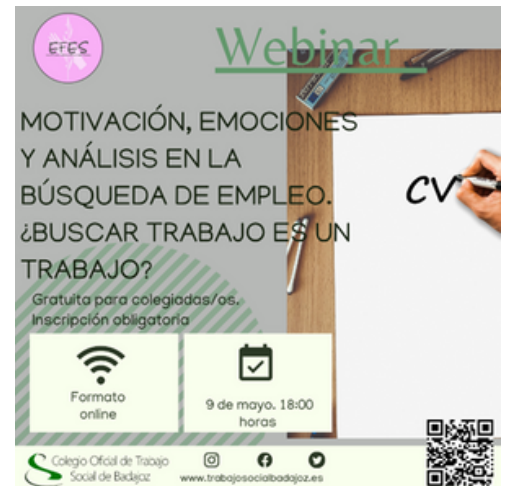 EFES
Webinar
MOTIVACIÓN, EMOCIONES
Y ANÁLISIS EN LA
BÚSQUEDA DE EMPLEO.
¿BUSCAR TRABAJO ES UN
TRABAJO?
CV
Gratuita para colegiadas/os.
Inscripción obligatoria
Formato
online
9 de mayo. 18:00
horas
Colegio Oficial de Trabajo
Social de Badajoz
www.trabajosocialbadajoz.es